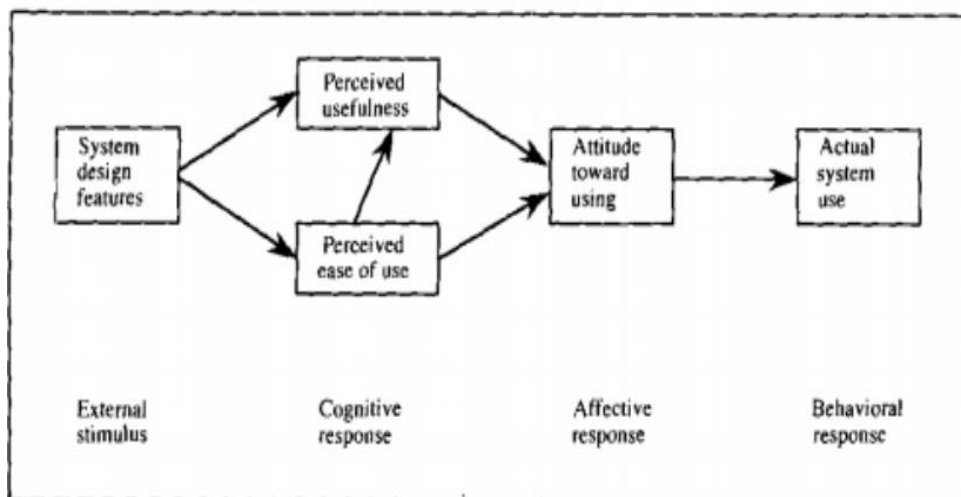 Perceived
usefulness
System
design
features
Attitude
toward
using
Actual
system
use
Perceived
ease of use
External
stimulus
Cognitive
response
Affective
response
Behavioral
response